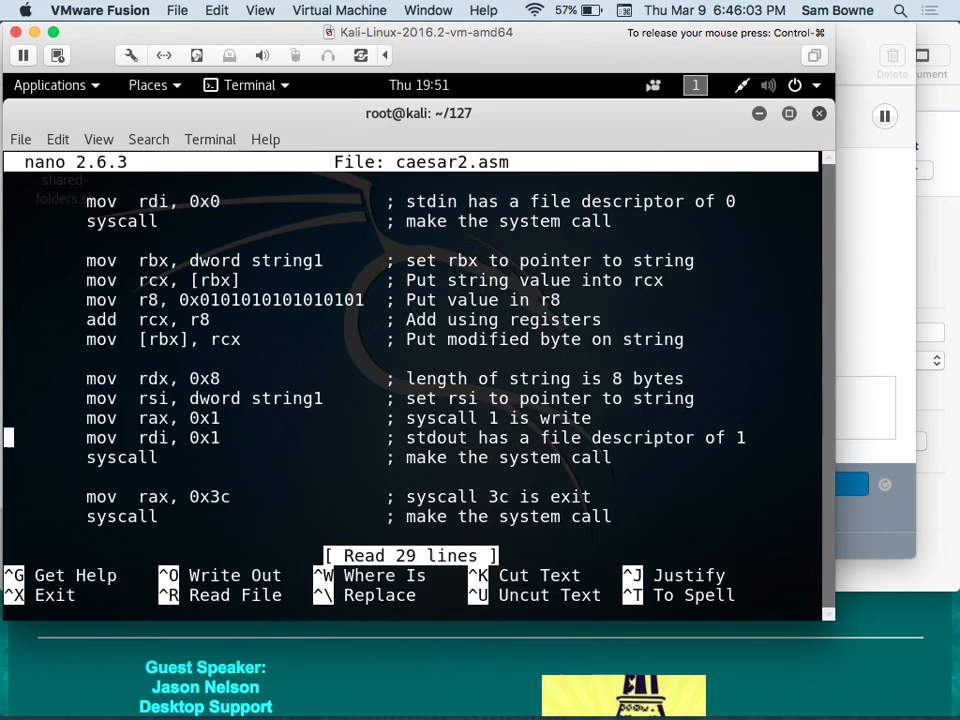 VMware Fusion File Edit View Virtual Machine Window Help 57% Thu Mar 9 6:46:03 PM Sam Bowne
Kali-Linux-2016.2-vm-amd64 To release your mouse press: Control-⌘
Delete
Applications Places Terminal Thu 19:51 1
root@kali: ~/127
File Edit View Search Terminal Help
nano 2.6.3 File: caesar2.asm
shared-
mov rdi, 0x0 ; stdin has a file descriptor of 0
syscall ; make the system call
mov rbx, dword string1 ; set rbx to pointer to string
mov rcx, [rbx] ; Put string value into rcx
mov r8, 0x0101010101010101 ; Put value in r8
add rcx, r8 ; Add using registers
mov [rbx], rcx ; Put modified byte on string
mov rdx, 0x8 ; length of string is 8 bytes
mov rsi, dword string1 ; set rsi to pointer to string
mov rax, 0x1 ; syscall 1 is write
mov rdi, 0x1 ; stdout has a file descriptor of 1
syscall ; make the system call
mov rax, 0x3c ; syscall 3c is exit
syscall ; make the system call
[ Read 29 lines ]
^G Get Help ^O Write Out ^W Where Is ^K Cut Text ^J Justify
^X Exit ^R Read File ^\ Replace ^U Uncut Text ^T To Spell
Guest Speaker:
Jason Nelson
Desktop Support